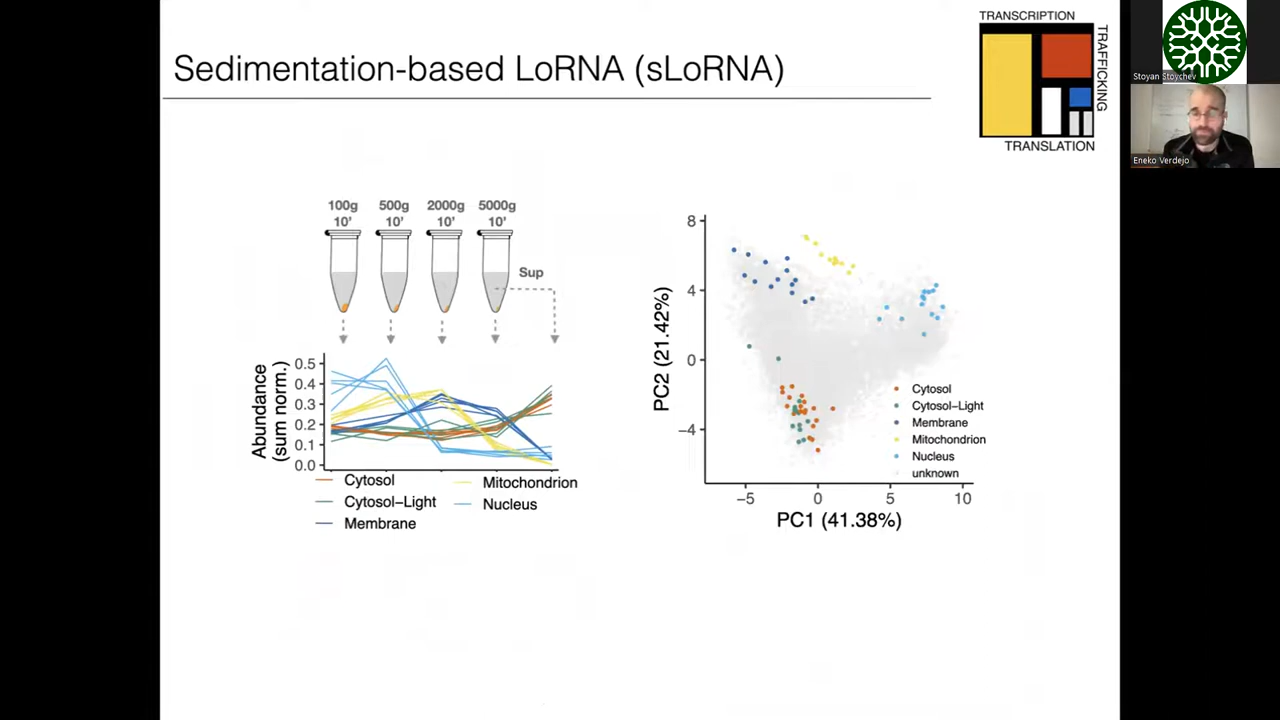 Sedimentation-based LoRNA (sLoRNA)
TRANSCRIPTION
TRAFFICKING
TRANSLATION
Stoyan Stoychev
Eneko Verdejo
100g 500g 2000g 5000g
10' 10' 10' 10'
Sup
Abundance
(sum norm.)
0.5
0.4
0.3
0.2
0.1
0.0
Cytosol
Cytosol-Light
Membrane
Mitochondrion
Nucleus
PC2 (21.42%)
8
4
0
−4
Cytosol
Cytosol-Light
Membrane
Mitochondrion
Nucleus
unknown
−5 0 5 10
PC1 (41.38%)